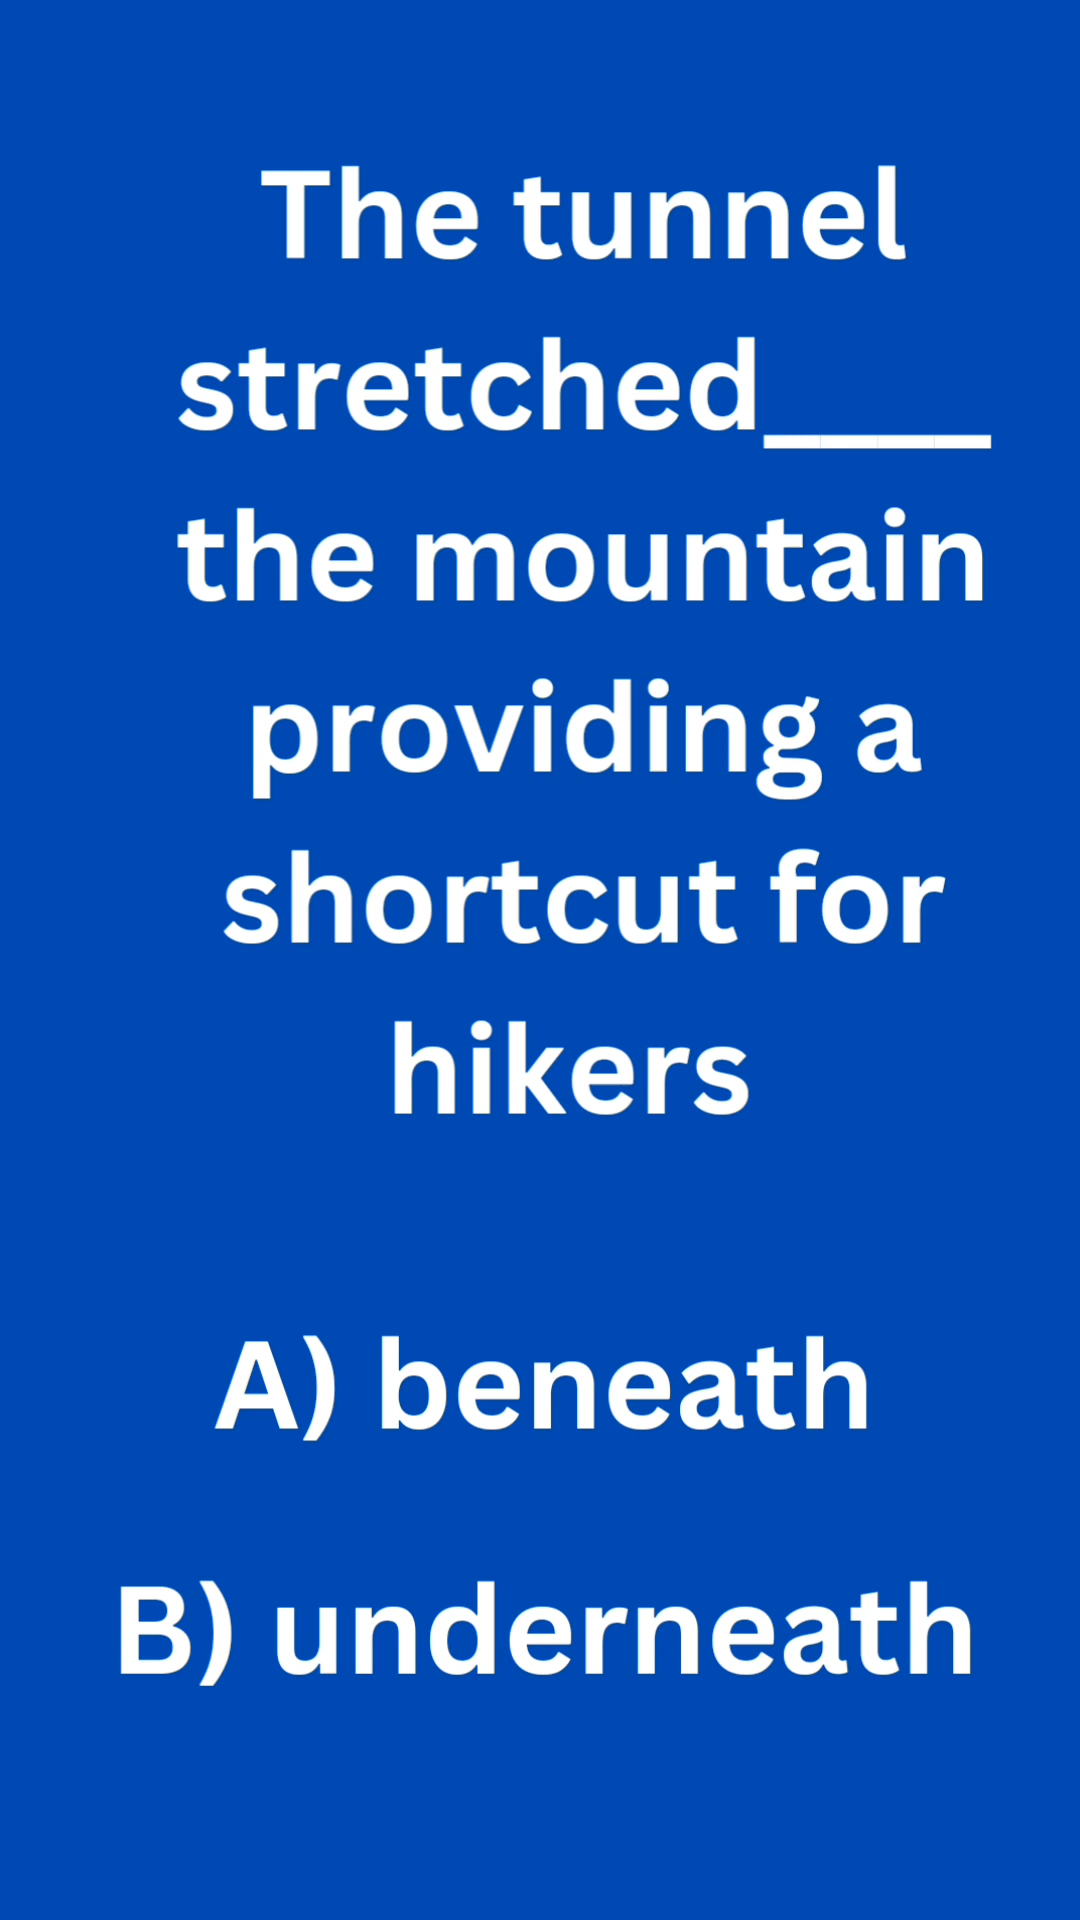 The tunnel
stretched____
the mountain
providing a
shortcut for
hikers
A) beneath
B) underneath